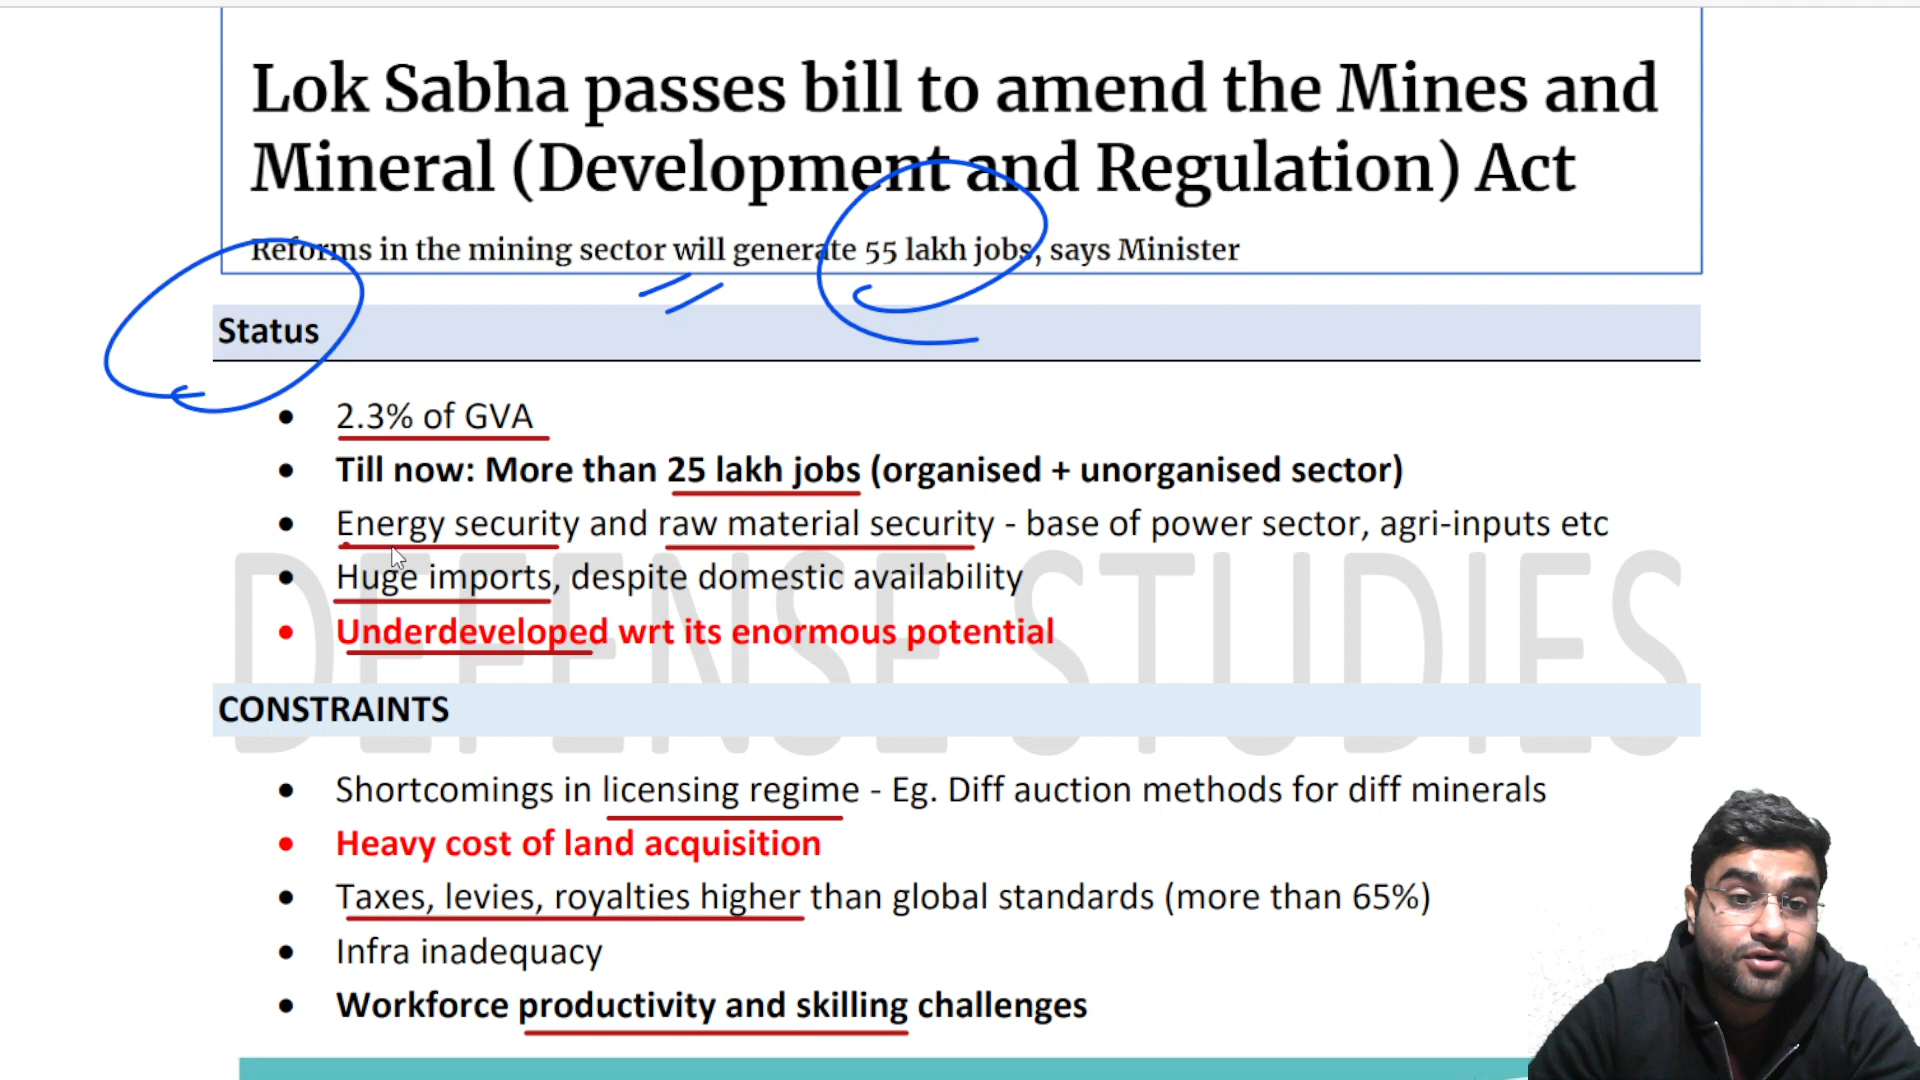 Lok Sabha passes bill to amend the Mines and
Mineral (Development and Regulation) Act
Reforms in the mining sector will generate 55 lakh jobs, says Minister
Status
• 2.3% of GVA
• Till now: More than 25 lakh jobs (organised + unorganised sector)
• Energy security and raw material security - base of power sector, agri-inputs etc
• Huge imports, despite domestic availability
• Underdeveloped wrt its enormous potential
DEFENSE STUDIES
CONSTRAINTS
• Shortcomings in licensing regime - Eg. Diff auction methods for diff minerals
• Heavy cost of land acquisition
• Taxes, levies, royalties higher than global standards (more than 65%)
• Infra inadequacy
• Workforce productivity and skilling challenges